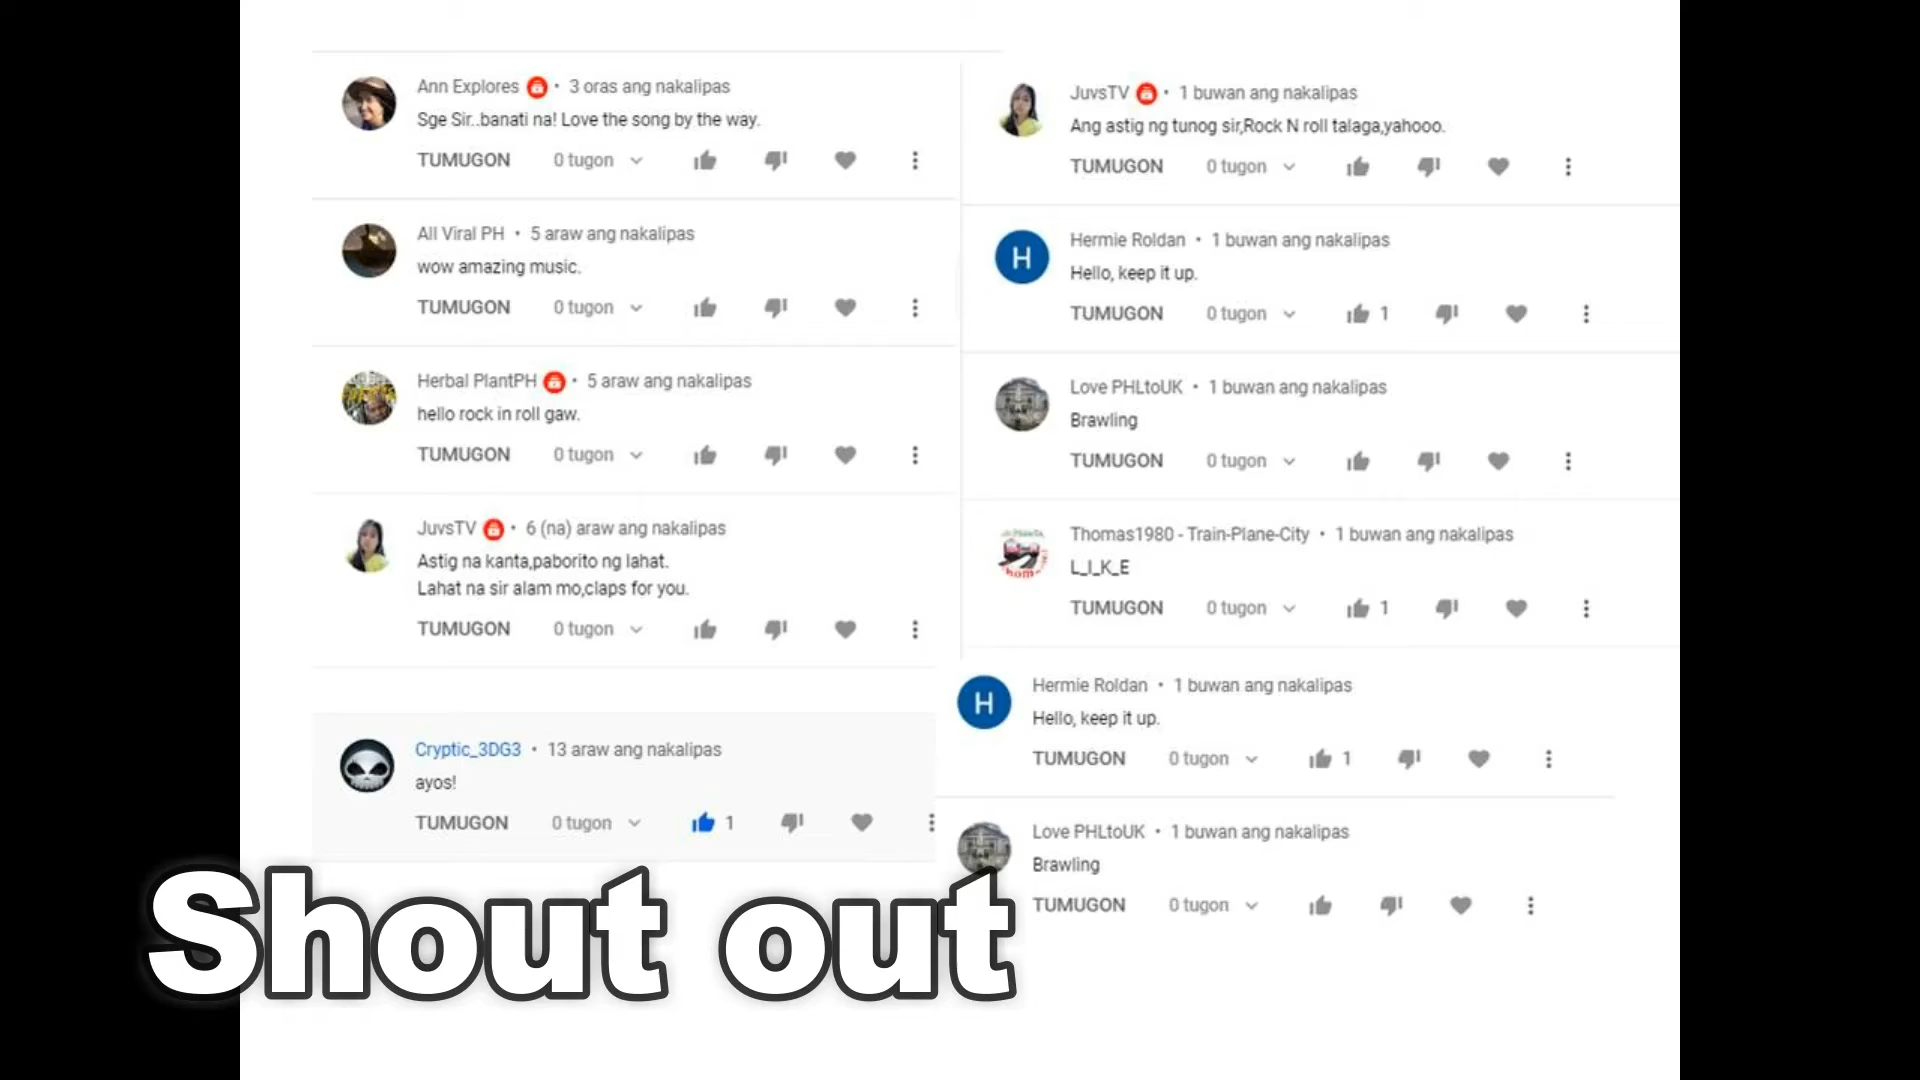 Ann Explores • 3 oras ang nakalipas
Sge Sir..banati na! Love the song by the way.
TUMUGON 0 tugon
All Viral PH • 5 araw ang nakalipas
wow amazing music.
TUMUGON 0 tugon
Herbal PlantPH • 5 araw ang nakalipas
hello rock in roll gaw.
TUMUGON 0 tugon
JuvsTV • 6 (na) araw ang nakalipas
Astig na kanta,paborito ng lahat.
Lahat na sir alam mo,claps for you.
TUMUGON 0 tugon
Cryptic_3DG3 • 13 araw ang nakalipas
ayos!
TUMUGON 0 tugon 1
JuvsTV • 1 buwan ang nakalipas
Ang astig ng tunog sir,Rock N roll talaga,yahooo.
TUMUGON 0 tugon
H
Hermie Roldan • 1 buwan ang nakalipas
Hello, keep it up.
TUMUGON 0 tugon 1
Love PHLtoUK • 1 buwan ang nakalipas
Brawling
TUMUGON 0 tugon
Thomas1980 - Train-Plane-City • 1 buwan ang nakalipas
L_I_K_E
TUMUGON 0 tugon 1
H
Hermie Roldan • 1 buwan ang nakalipas
Hello, keep it up.
TUMUGON 0 tugon 1
Love PHLtoUK • 1 buwan ang nakalipas
Brawling
TUMUGON 0 tugon
Shout out